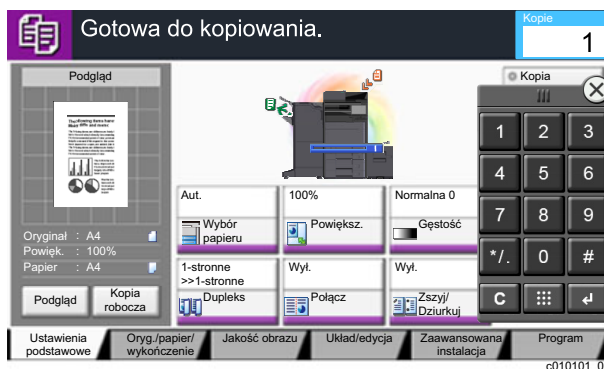 Gotowa do kopiowania.
Kopie
1
Podgląd
Kopia
Oryginał : A4
Powięk. : 100%
Papier : A4
Podgląd
Kopia
robocza
Aut.
Wybór
papieru
100%
Powiększ.
Normalna 0
Gęstość
1-stronne
>>1-stronne
Dupleks
Wył.
Połącz
Wył.
Zszyj/
Dziurkuj
1 2 3
4 5 6
7 8 9
*/. 0 #
C
Ustawienia
podstawowe
Oryg./papier/
wykończenie
Jakość obrazu
Układ/edycja
Zaawansowana
instalacja
Program
c010101_0